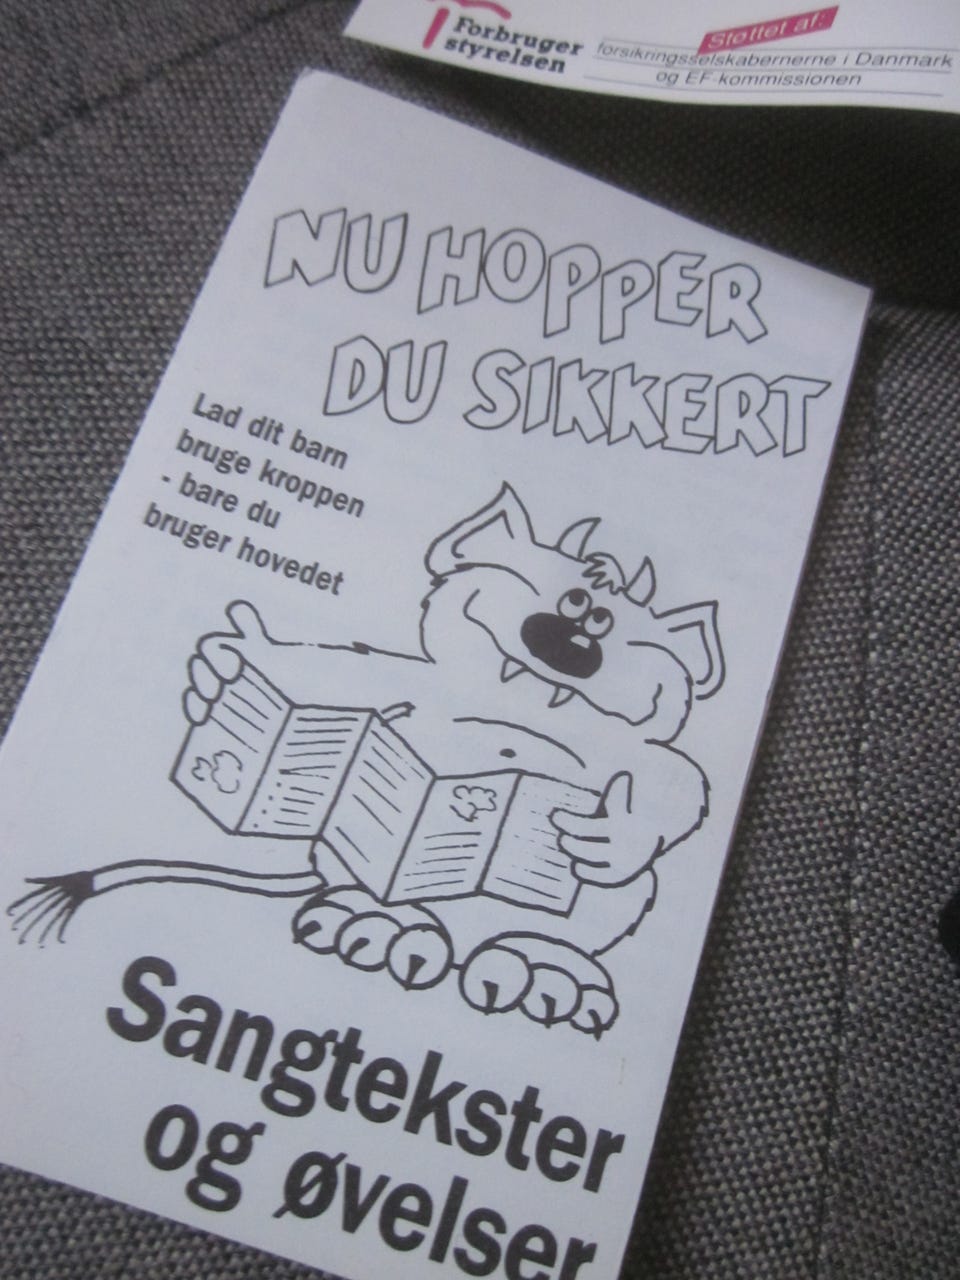 Forbruger
styrelsen
Støttet af:
forsikringsselskabernerne i Danmark
og EF-kommissionen
NU HOPPER
DU SIKKERT
Lad dit barn
bruge kroppen
- bare du
bruger hovedet
Sangtekster
og øvelser